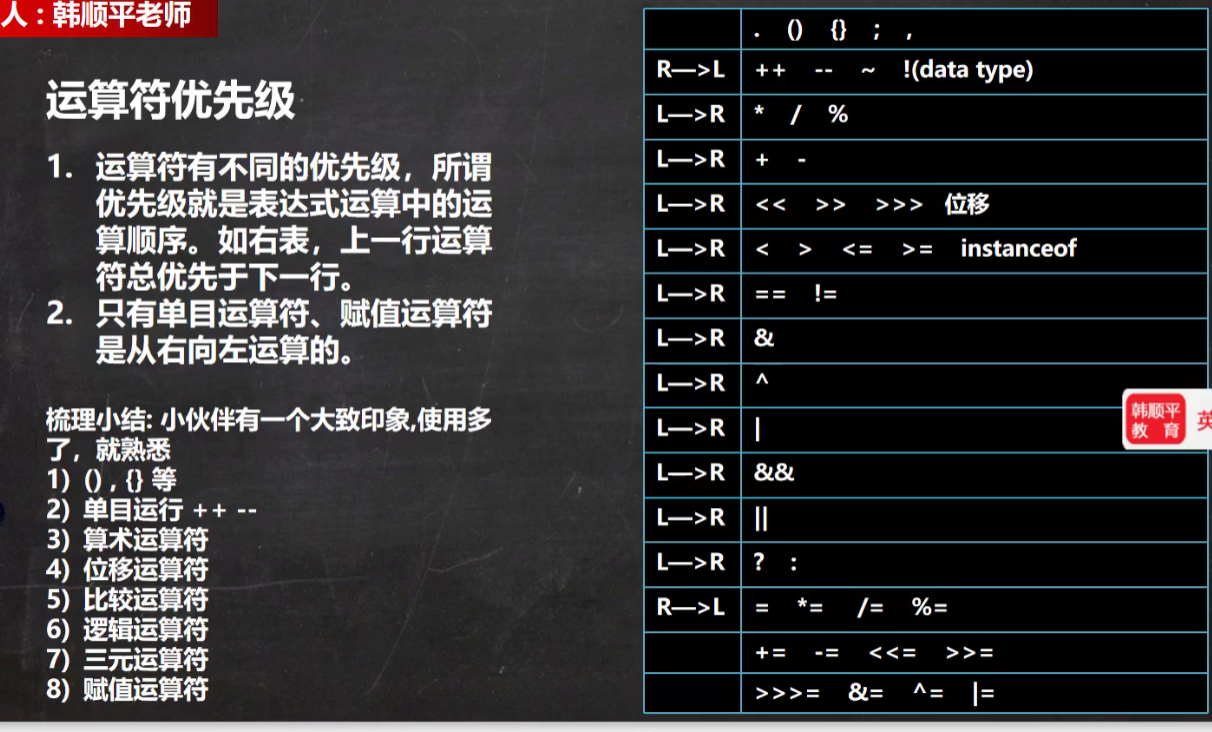 人：韩顺平老师
运算符优先级
1. 运算符有不同的优先级，所谓
优先级就是表达式运算中的运
算顺序。如右表，上一行运算
符总优先于下一行。
2. 只有单目运算符、赋值运算符
是从右向左运算的。
梳理小结: 小伙伴有一个大致印象,使用多
了，就熟悉
1) () , {} 等
2) 单目运行 ++ --
3) 算术运算符
4) 位移运算符
5) 比较运算符
6) 逻辑运算符
7) 三元运算符
8) 赋值运算符
. () {} ; ,
R—>L ++ -- ~ !(data type)
L—>R * / %
L—>R + -
L—>R << >> >>> 位移
L—>R < > <= >= instanceof
L—>R == !=
L—>R &
L—>R ^
L—>R |
L—>R &&
L—>R ||
L—>R ? :
R—>L = *= /= %=
+= -= <<= >>=
>>>= &= ^= |=
韩顺平
教 育
英